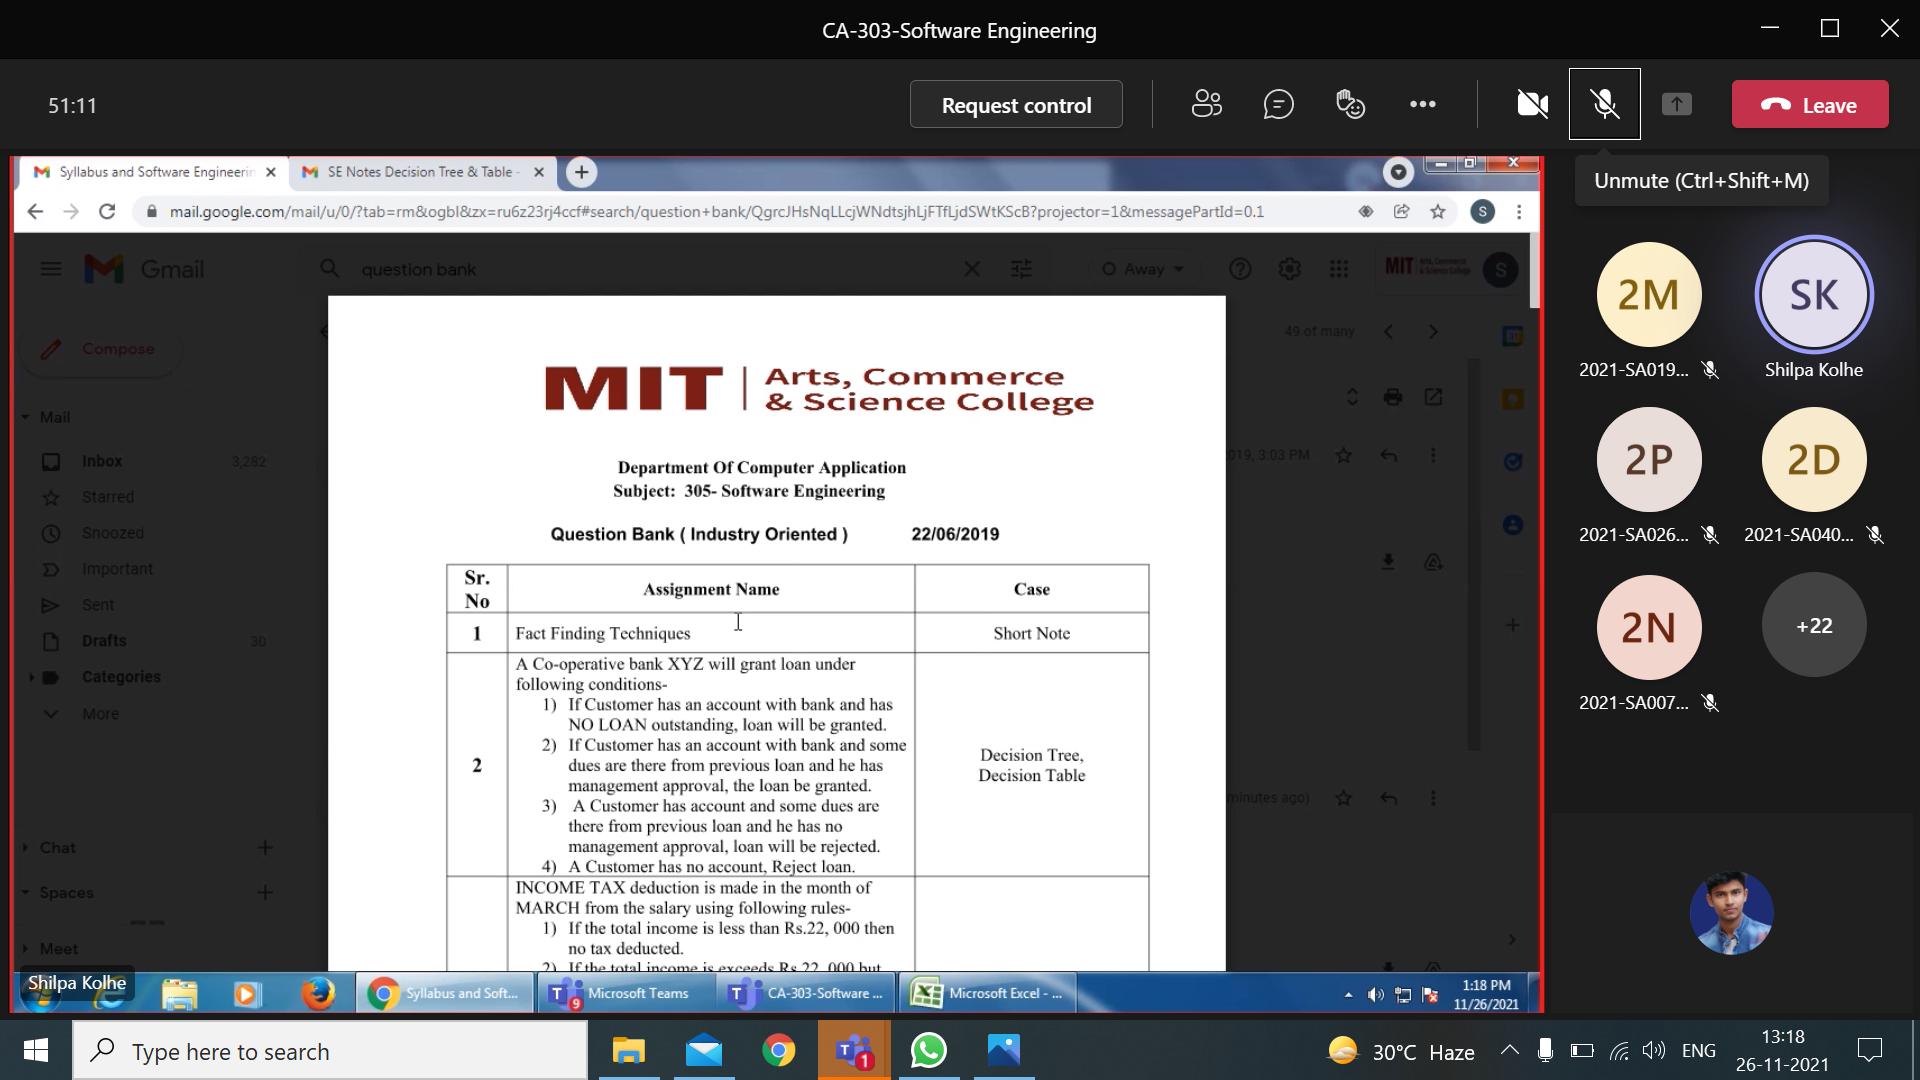 CA-303-Software Engineering
51:11
Request control
Leave
Unmute (Ctrl+Shift+M)
Syllabus and Software Engineerin
SE Notes Decision Tree & Table -
mail.google.com/mail/u/0/?tab=rm&ogbl&zx=ru6z23rj4ccf#search/question+bank/QgrcJHsNqLLcjWNdtsjhLjFTfLjdSWtKScB?projector=1&messagePartId=0.1
S
Gmail
question bank
Away
MIT Arts, Commerce
& Science College
S
Compose
49 of many
Mail
Inbox 3,282
Starred
Snoozed
Important
Sent
Drafts 30
Categories
More
Chat
Spaces
Meet
019, 3:03 PM
minutes ago)
MIT Arts, Commerce
& Science College
Department Of Computer Application
Subject: 305- Software Engineering
Question Bank ( Industry Oriented ) 22/06/2019
Sr.
No
Assignment Name
Case
1
Fact Finding Techniques
Short Note
2
A Co-operative bank XYZ will grant loan under
following conditions-
1) If Customer has an account with bank and has
NO LOAN outstanding, loan will be granted.
2) If Customer has an account with bank and some
dues are there from previous loan and he has
management approval, the loan be granted.
3) A Customer has account and some dues are
there from previous loan and he has no
management approval, loan will be rejected.
4) A Customer has no account, Reject loan.
Decision Tree,
Decision Table
INCOME TAX deduction is made in the month of
MARCH from the salary using following rules-
1) If the total income is less than Rs.22, 000 then
no tax deducted.
2) If the total income is exceeds Rs.22, 000 but
Shilpa Kolhe
Syllabus and Soft...
9
Microsoft Teams
CA-303-Software ...
Microsoft Excel - ...
1:18 PM
11/26/2021
2M
2021-SA019...
SK
Shilpa Kolhe
2P
2021-SA026...
2D
2021-SA040...
2N
2021-SA007...
+22
Type here to search
1
30°C Haze
ENG
13:18
26-11-2021